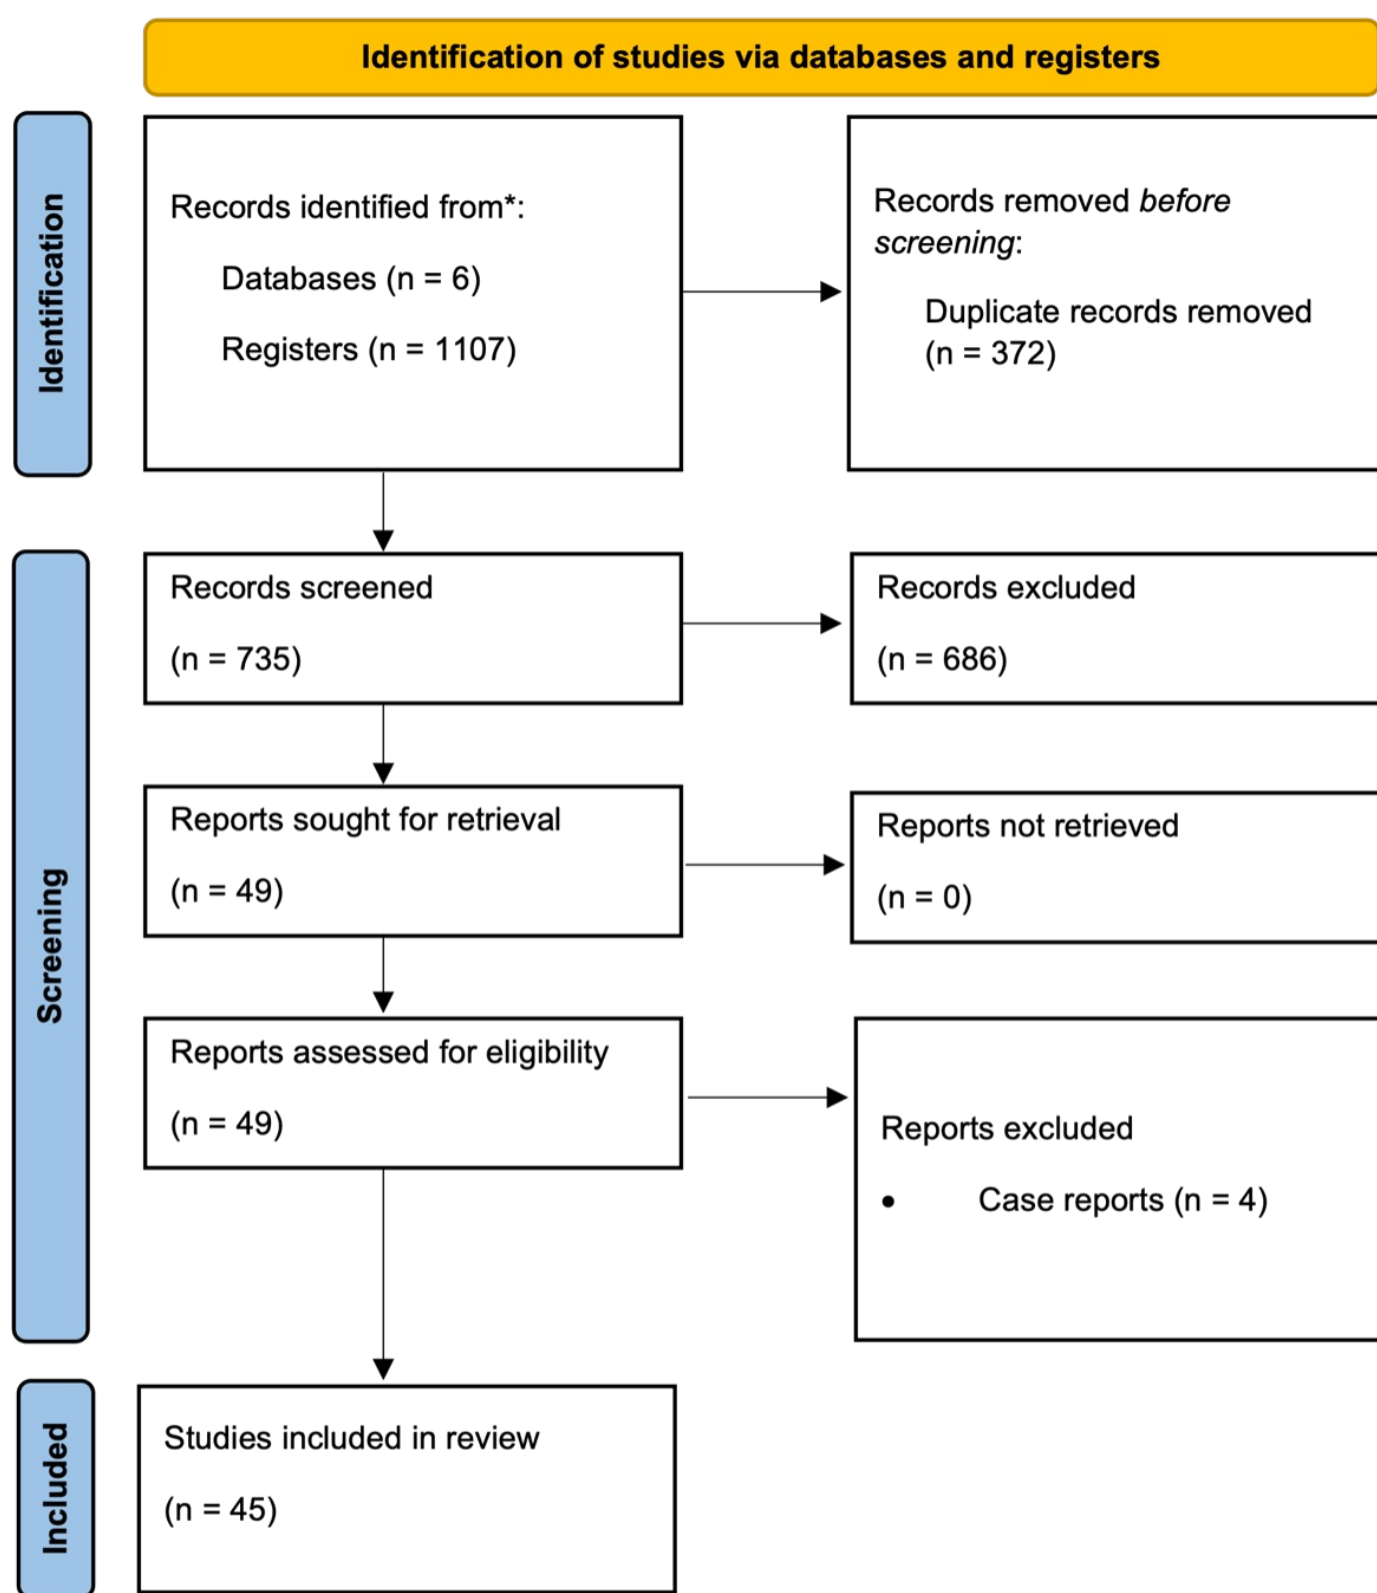 Identification of studies via databases and registers
Identification
Records identified from*:
Databases (n = 6)
Registers (n = 1107)
Records removed before
screening:
Duplicate records removed
(n = 372)
Screening
Records screened
(n = 735)
Records excluded
(n = 686)
Reports sought for retrieval
(n = 49)
Reports not retrieved
(n = 0)
Reports assessed for eligibility
(n = 49)
Reports excluded
• Case reports (n = 4)
Included
Studies included in review
(n = 45)